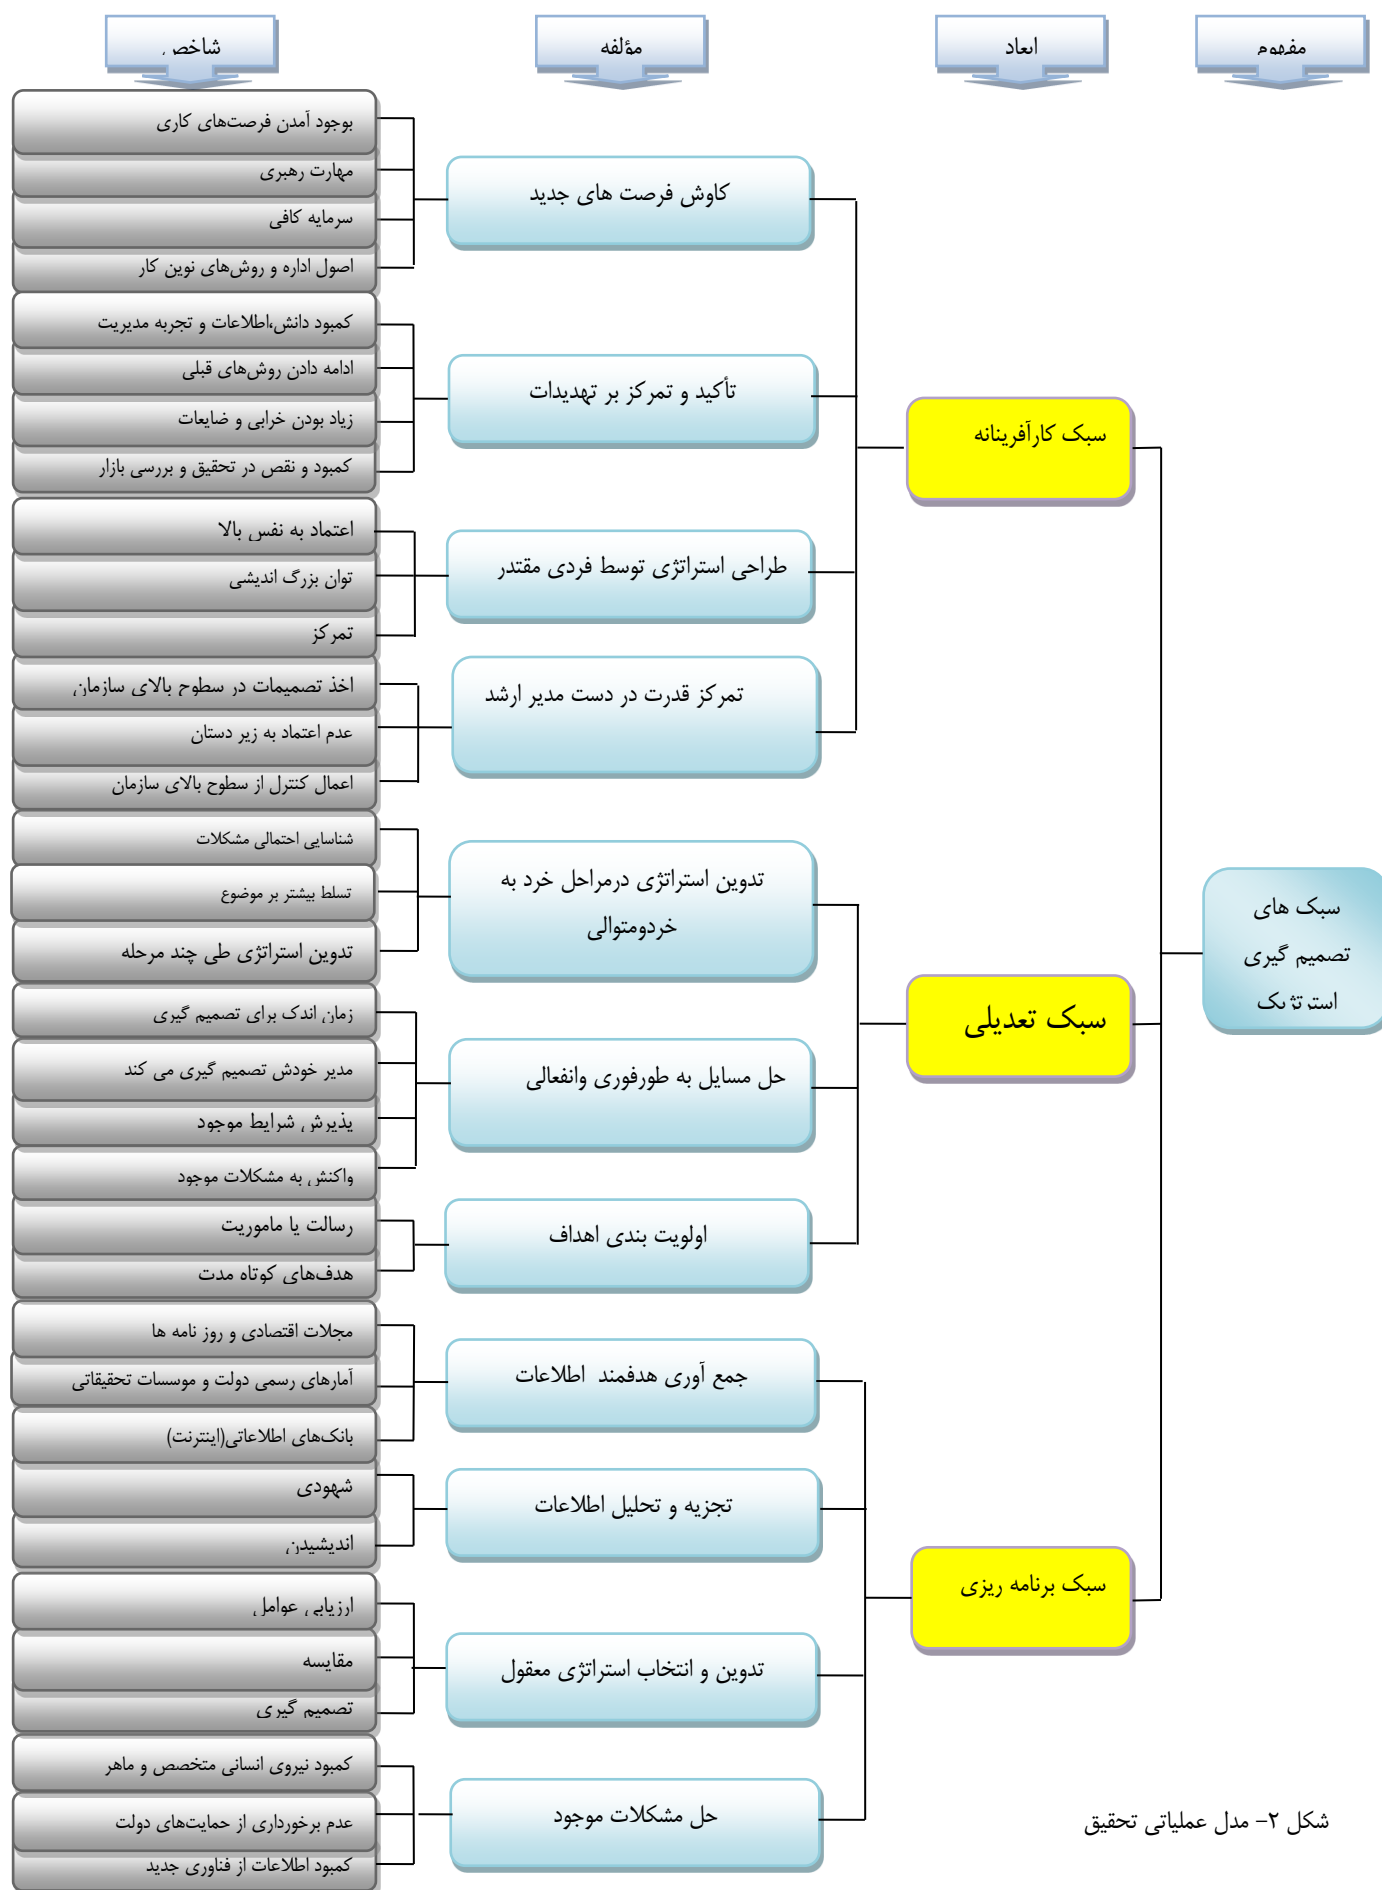 مفهوم
ابعاد
مؤلفه
شاخص
سبک های
تصمیم گیری
استرتژیک
سبک کارآفرینانه
کاوش فرصت های جدید
بوجود آمدن فرصت‌های کاری
مهارت رهبری
سرمایه کافی
اصول اداره و روش‌های نوین کار
تأکید و تمرکز بر تهدیدات
کمبود دانش،اطلاعات و تجربه مدیریت
ادامه دادن روش‌های قبلی
زیاد بودن خرابی و ضایعات
کمبود و نقص در تحقیق و بررسی بازار
طراحی استراتژی توسط فردی مقتدر
اعتماد به نفس بالا
توان بزرگ اندیشی
تمرکز
تمرکز قدرت در دست مدیر ارشد
اخذ تصمیمات در سطوح بالای سازمان
عدم اعتماد به زیر دستان
اعمال کنترل از سطوح بالای سازمان
سبک تعدیلی
تدوین استراتژی درمراحل خرد به
خردومتوالی
شناسایی احتمالی مشکلات
تسلط بیشتر بر موضوع
تدوین استراتژی طی چند مرحله
حل مسایل به طورفوری وانفعالی
زمان اندک برای تصمیم گیری
مدیر خودش تصمیم گیری می کند
پذیرش شرایط موجود
واکنش به مشکلات موجود
اولویت بندی اهداف
رسالت یا ماموریت
هدف‌های کوتاه مدت
سبک برنامه ریزی
جمع آوری هدفمند اطلاعات
مجلات اقتصادی و روز نامه ها
آمارهای رسمی دولت و موسسات تحقیقاتی
بانک‌های اطلاعاتی(اینترنت)
تجزیه و تحلیل اطلاعات
شهودی
اندیشیدن
تدوین و انتخاب استراتژی معقول
ارزیابی عوامل
مقایسه
تصمیم گیری
حل مشکلات موجود
کمبود نیروی انسانی متخصص و ماهر
عدم برخورداری از حمایت‌های دولت
کمبود اطلاعات از فناوری جدید
شکل ۲- مدل عملیاتی تحقیق